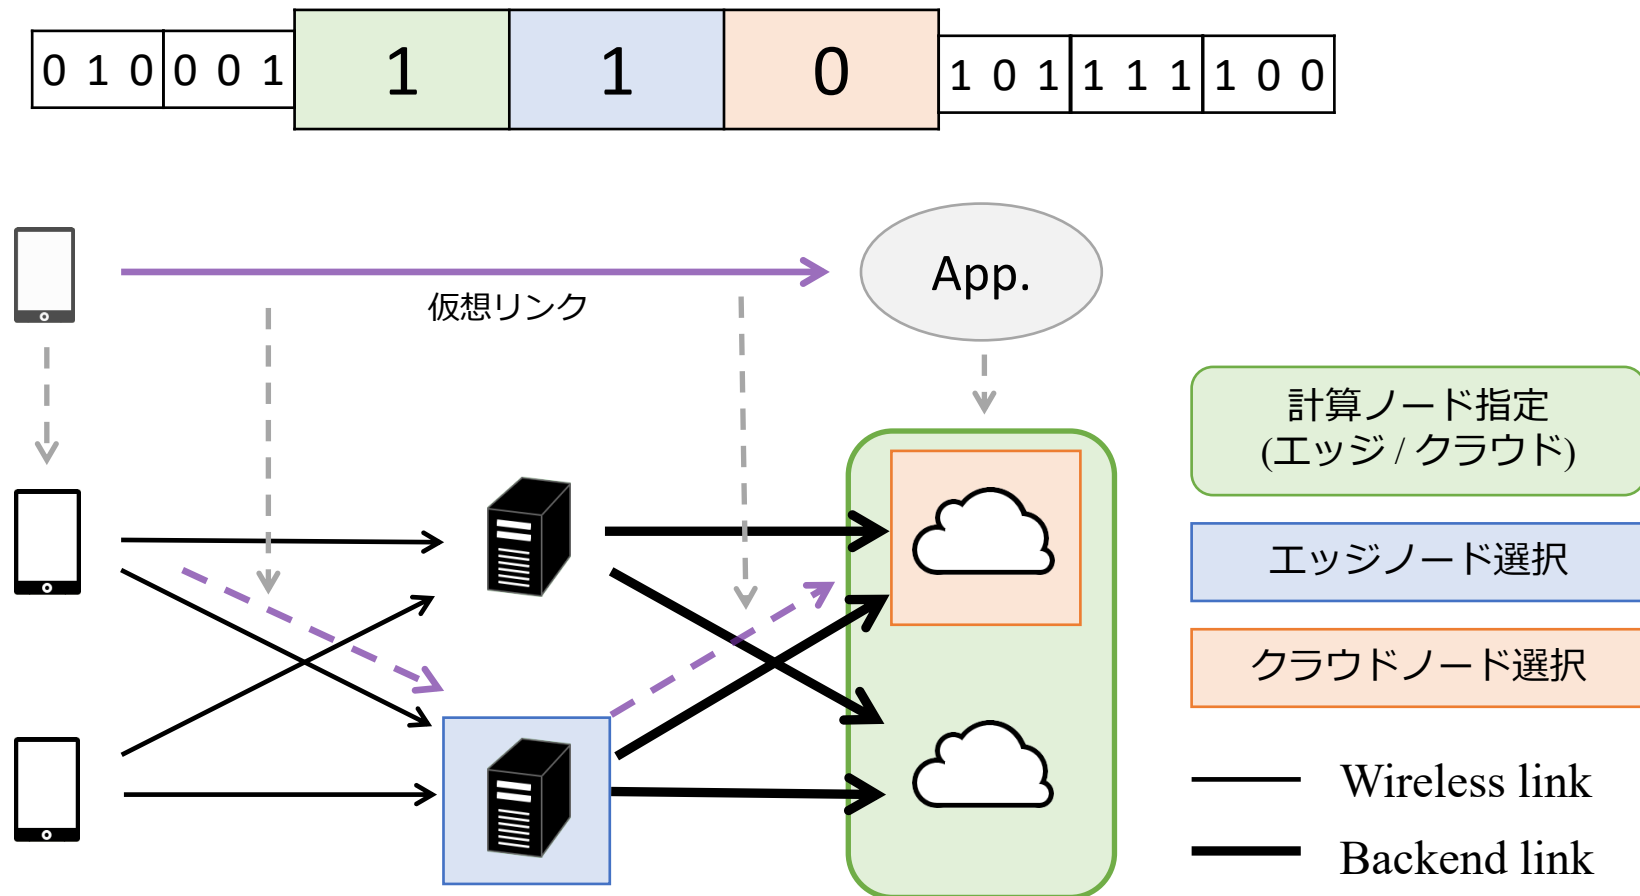 0 1 0 0 0 1 1 1 0 1 0 1 1 1 1 1 0 0
App.
仮想リンク
計算ノード指定
(エッジ / クラウド)
エッジノード選択
クラウドノード選択
Wireless link
Backend link